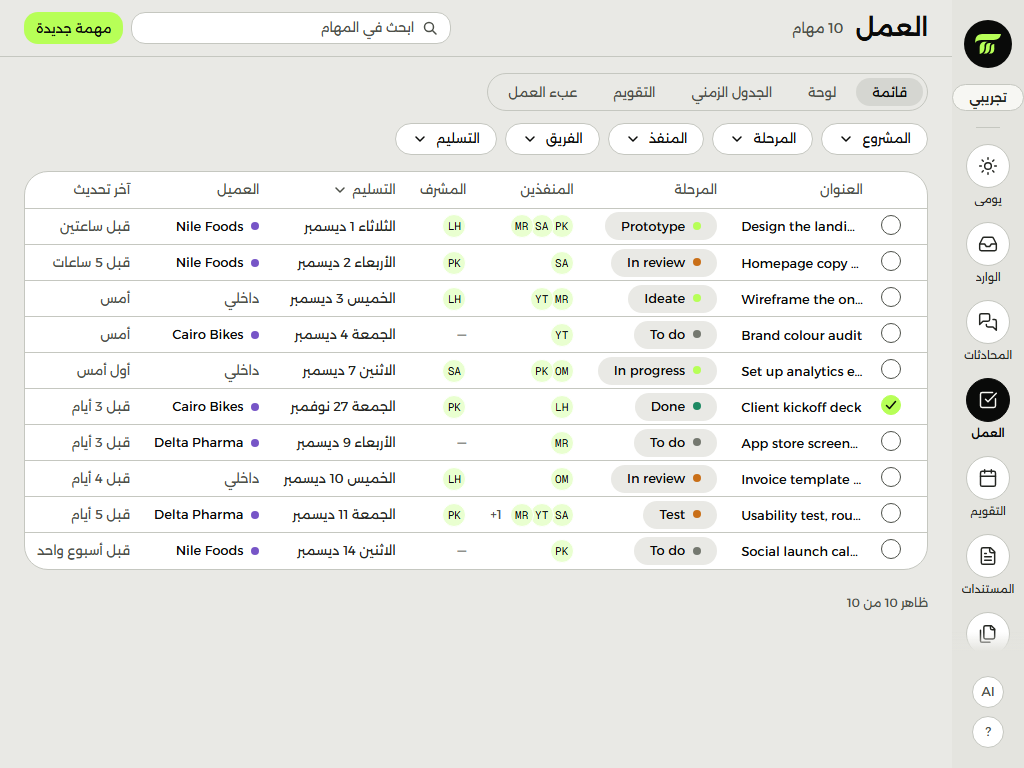 تجريبي
يومي
الوارد
المحادثات
العمل
التقويم
المستندات
AI
?
العمل 10 مهام
ابحث في المهام
مهمة جديدة
قائمة لوحة الجدول الزمني التقويم عبء العمل
المشروع المرحلة المنفذ الفريق التسليم
العنوان المرحلة المنفذين المشرف التسليم العميل آخر تحديث
Design the landi... Prototype MR SA PK LH الثلاثاء 1 ديسمبر Nile Foods قبل ساعتين
Homepage copy ... In review SA PK الأربعاء 2 ديسمبر Nile Foods قبل 5 ساعات
Wireframe the on... Ideate YT MR LH الخميس 3 ديسمبر داخلي أمس
Brand colour audit To do YT — الجمعة 4 ديسمبر Cairo Bikes أمس
Set up analytics e... In progress PK OM SA الاثنين 7 ديسمبر داخلي أول أمس
Client kickoff deck Done LH PK الجمعة 27 نوفمبر Cairo Bikes قبل 3 أيام
App store screen... To do MR — الأربعاء 9 ديسمبر Delta Pharma قبل 3 أيام
Invoice template ... In review OM LH الخميس 10 ديسمبر داخلي قبل 4 أيام
Usability test, rou... Test MR YT SA +1 PK الجمعة 11 ديسمبر Delta Pharma قبل 5 أيام
Social launch cal... To do PK — الاثنين 14 ديسمبر Nile Foods قبل أسبوع واحد
ظاهر 10 من 10